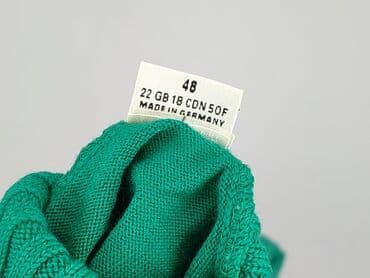 48
22 GB 18 CDN 50F
MADE IN GERMANY